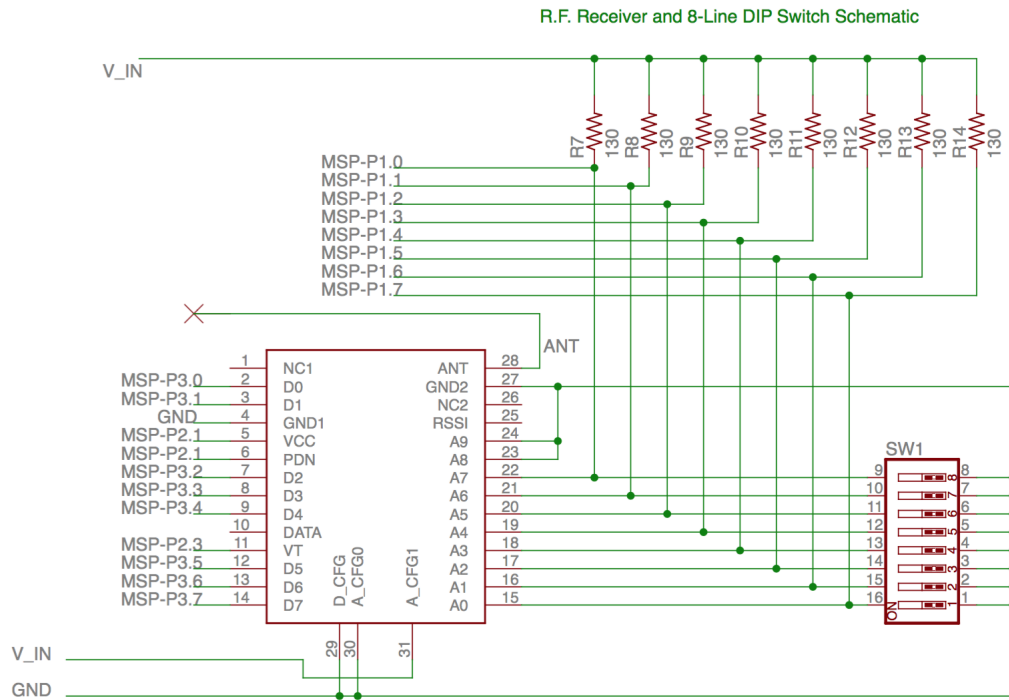 R.F. Receiver and 8-Line DIP Switch Schematic
V_IN
R7 130 R8 130 R9 130 R10 130 R11 130 R12 130 R13 130 R14 130
MSP-P1.0
MSP-P1.1
MSP-P1.2
MSP-P1.3
MSP-P1.4
MSP-P1.5
MSP-P1.6
MSP-P1.7
ANT
1 NC1 ANT 28
MSP-P3.0 2 D0 GND2 27
MSP-P3.1 3 D1 NC2 26
GND 4 GND1 RSSI 25
MSP-P2.1 5 VCC A9 24
SW1
MSP-P2.1 6 PDN A8 23
MSP-P3.2 7 D2 A7 22 9 8 8
MSP-P3.3 8 D3 A6 21 10 7 7
MSP-P3.4 9 D4 A5 20 11 6 6
10 DATA A4 19 12 5 5
MSP-P2.3 11 VT A3 18 13 4 4
MSP-P3.5 12 D5 A2 17 14 3 3
MSP-P3.6 13 D6 A1 16 15 2 2
MSP-P3.7 14 D7 A0 15 16 1 1
ON
D_CFG A_CFG0 A_CFG1
29 30 31
V_IN
GND